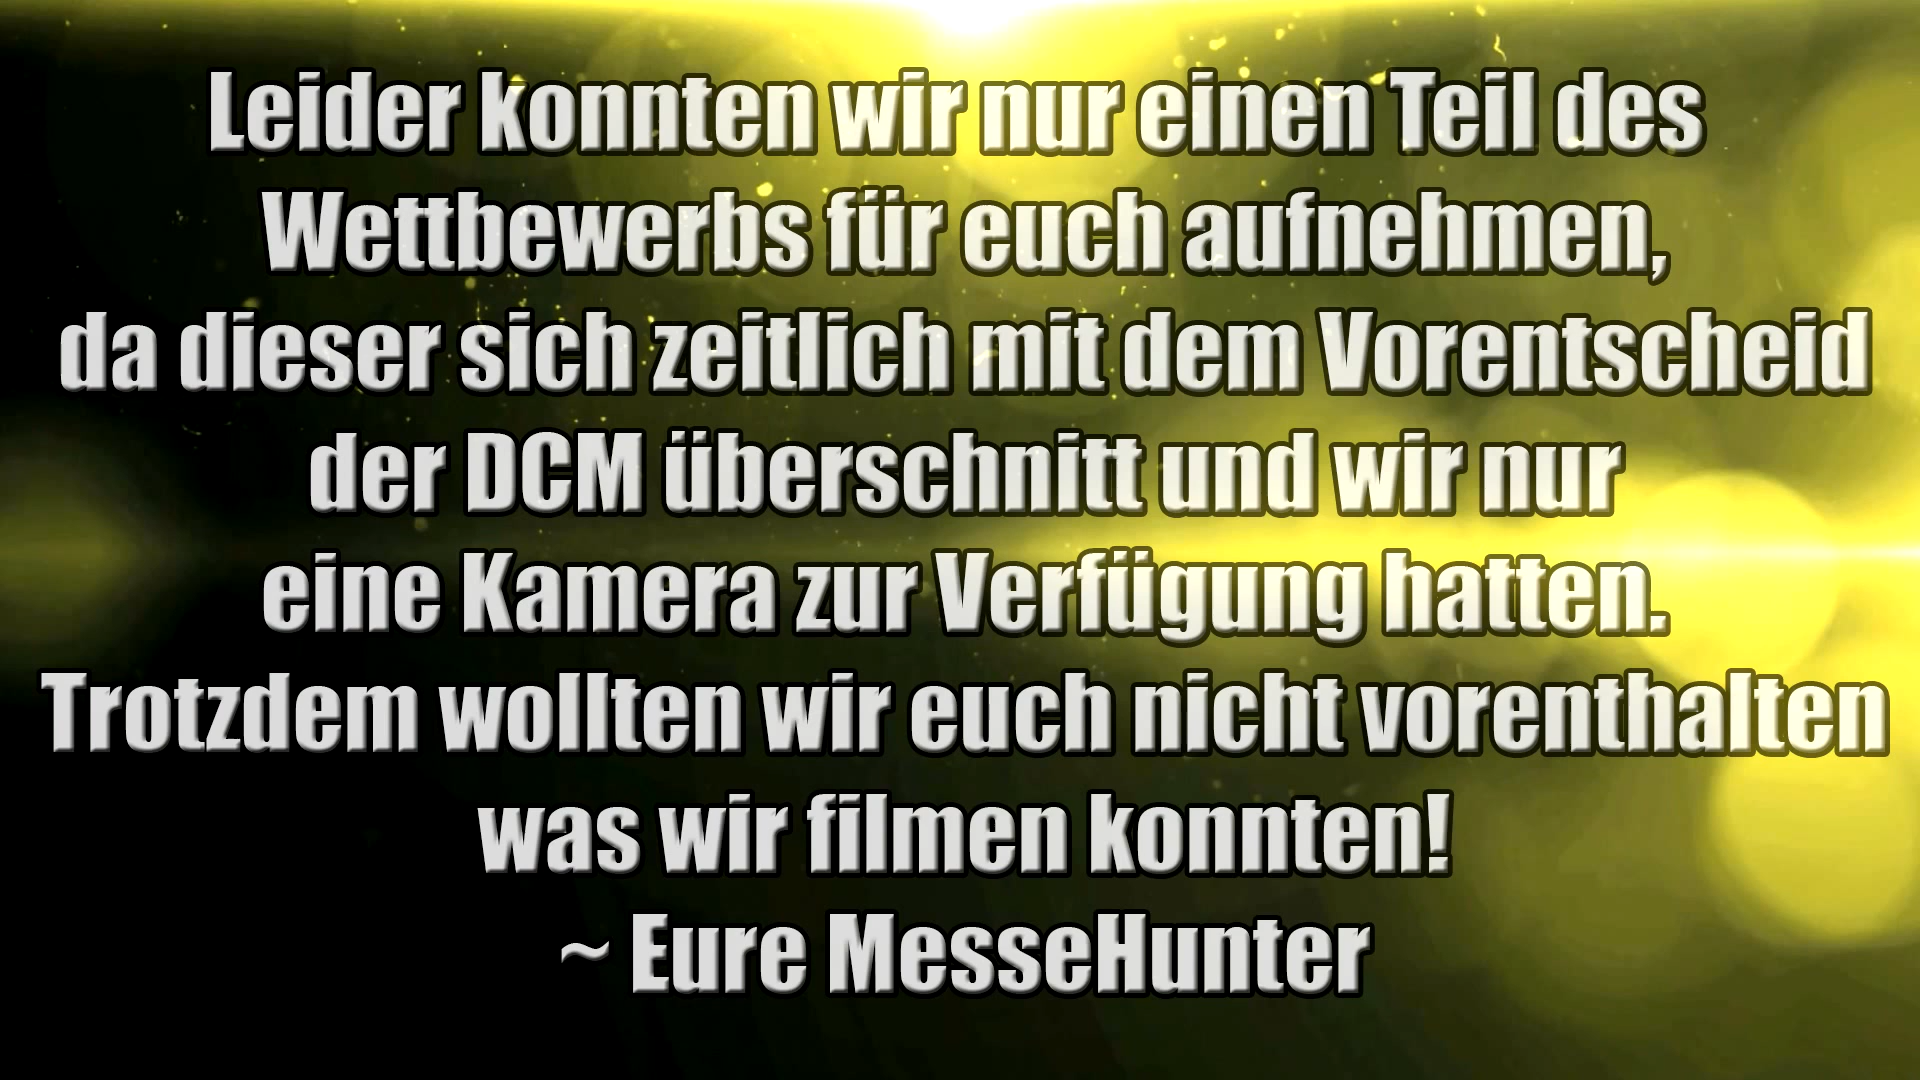 Leider konnten wir nur einen Teil des
Wettbewerbs für euch aufnehmen,
da dieser sich zeitlich mit dem Vorentscheid
der DCM überschnitt und wir nur
eine Kamera zur Verfügung hatten.
Trotzdem wollten wir euch nicht vorenthalten
was wir filmen konnten!
~ Eure MesseHunter